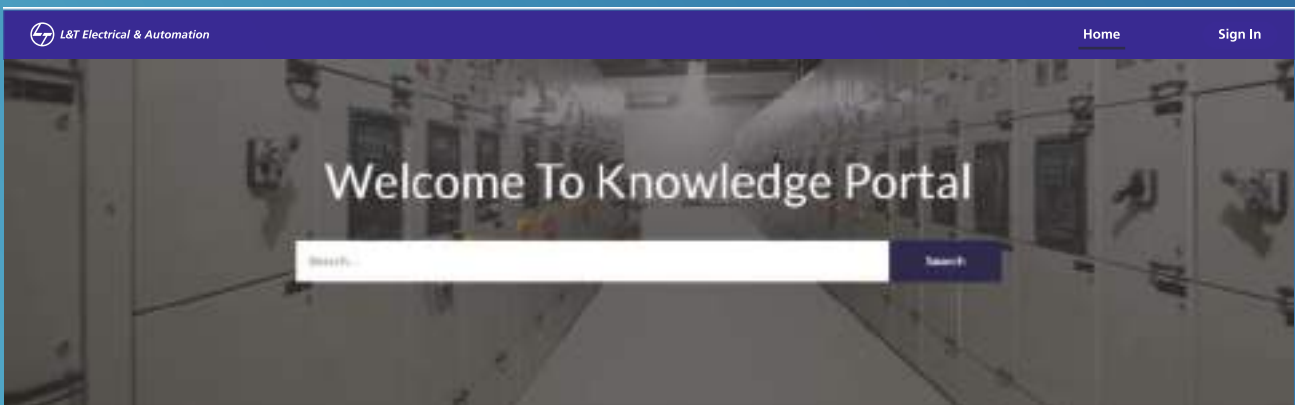 L&T Electrical & Automation
Home
Sign In
Welcome To Knowledge Portal
Search...
Search